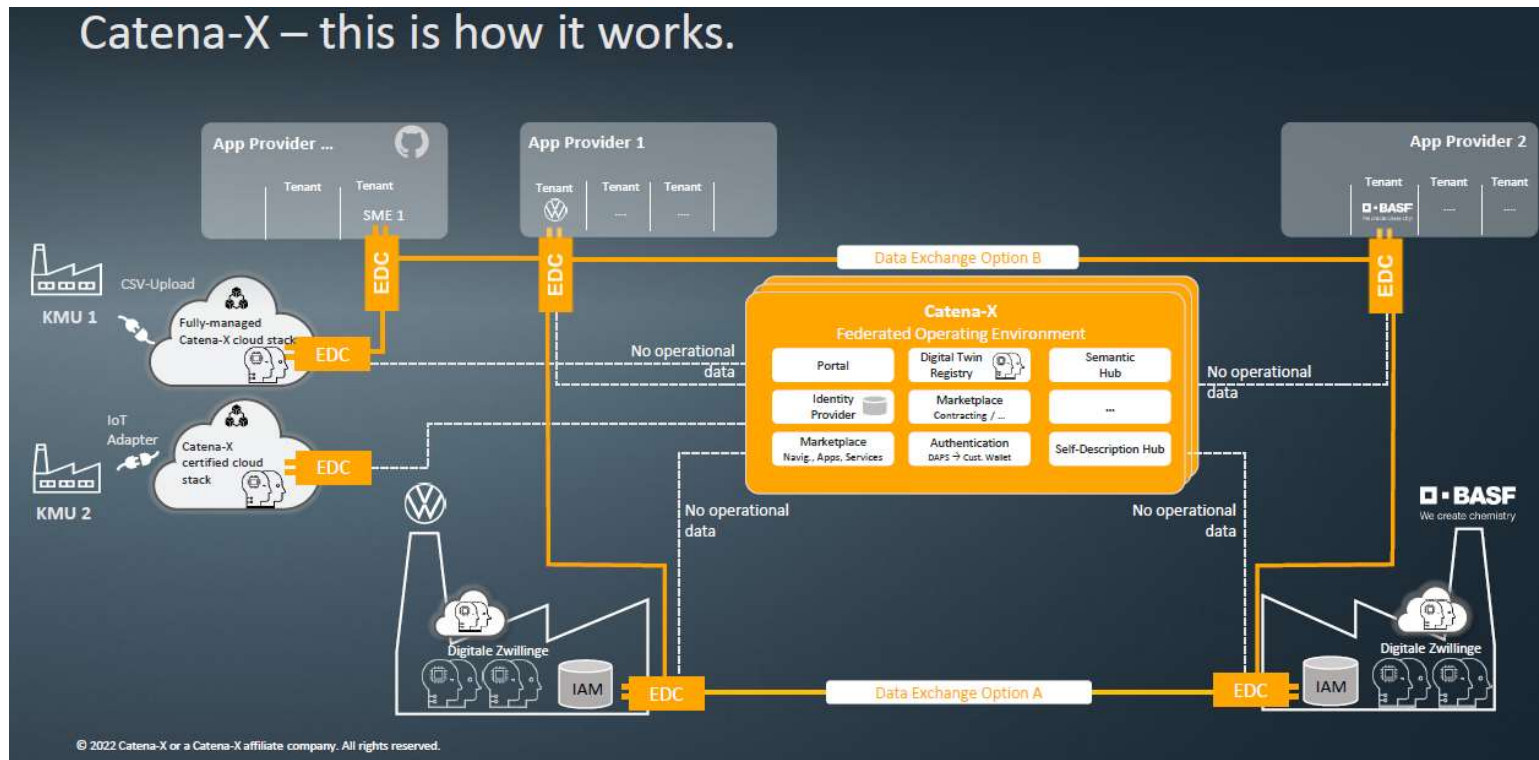 Catena-X – this is how it works.
App Provider ...
Tenant
Tenant
SME 1
App Provider 1
Tenant
Tenant
Tenant
....
....
App Provider 2
Tenant
Tenant
Tenant
BASF
We create chemistry
....
....
EDC
EDC
EDC
Data Exchange Option B
KMU 1
CSV-Upload
Fully-managed
Catena-X cloud stack
EDC
No operational
data
Catena-X
Federated Operating Environment
Portal
Digital Twin
Registry
Semantic
Hub
Identity
Provider
Marketplace
Contracting / ...
...
Marketplace
Navig., Apps, Services
Authentication
DAPS → Cust. Wallet
Self-Description Hub
No operational
data
KMU 2
IoT
Adapter
Catena-X
certified cloud
stack
EDC
No operational
data
No operational
data
BASF
We create chemistry
Digitale Zwillinge
IAM
EDC
Data Exchange Option A
EDC
IAM
Digitale Zwillinge
© 2022 Catena-X or a Catena-X affiliate company. All rights reserved.